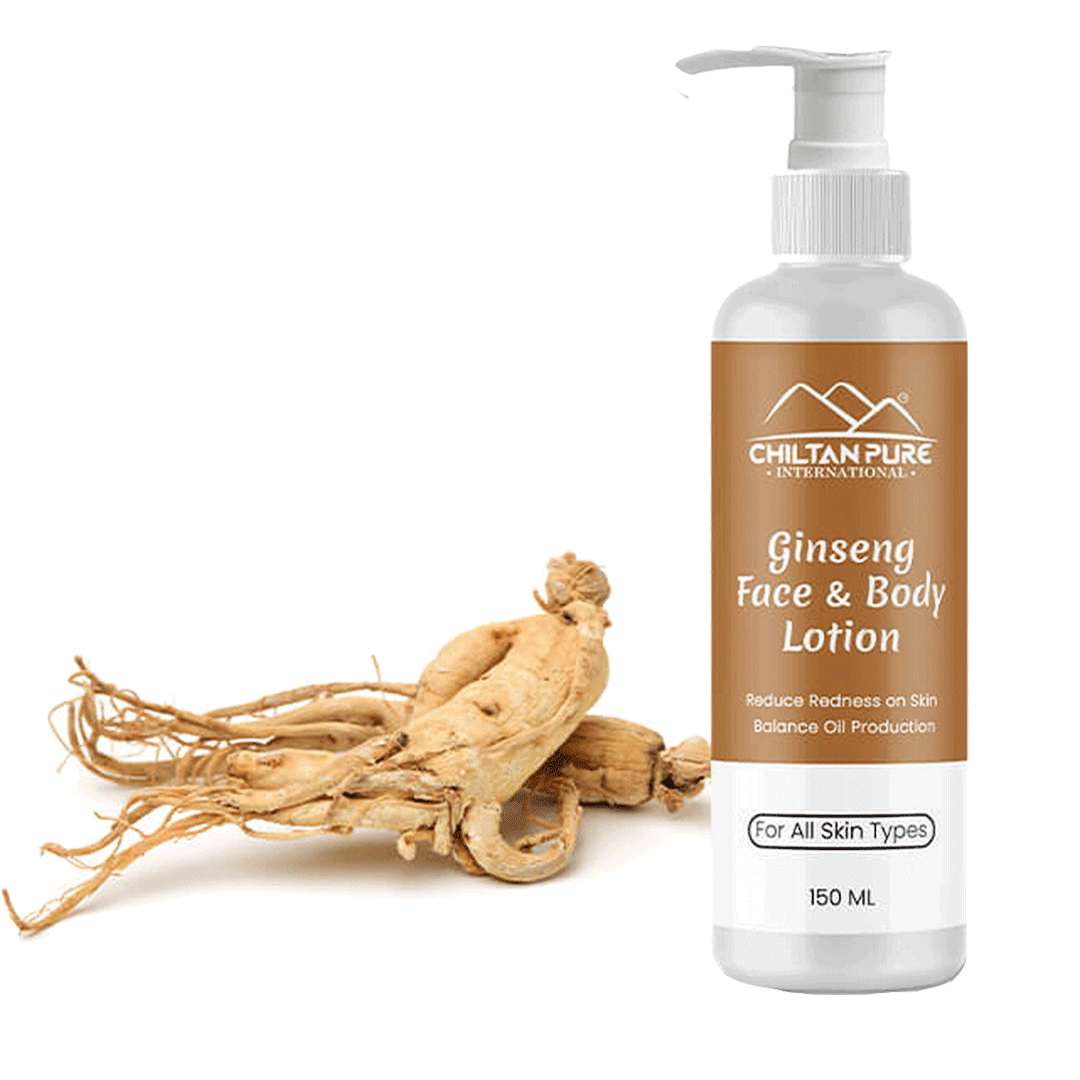 CHILTAN PURE
• INTERNATIONAL •
Ginseng
Face & Body
Lotion
Reduce Redness on Skin
Balance Oil Production
For All Skin Types
150 ML